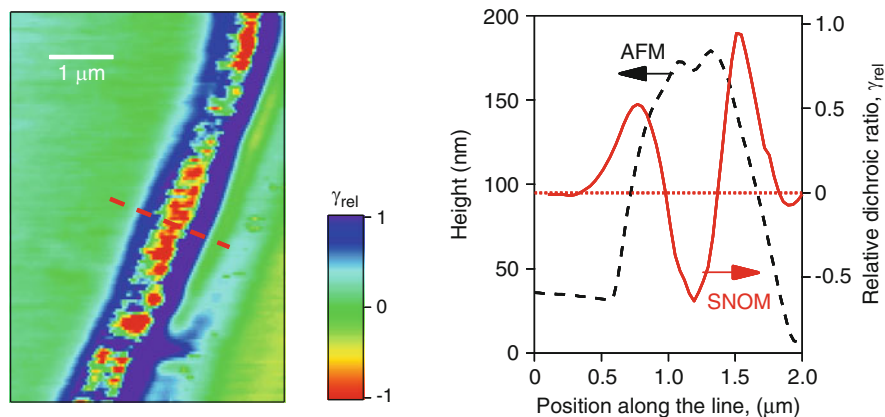 1 μm
γrel
1
0
-1
200
150
100
50
0
Height (nm)
AFM
SNOM
1.0
0.5
0
-0.5
Relative dichroic ratio, γrel
0 0.5 1.0 1.5 2.0
Position along the line, (μm)